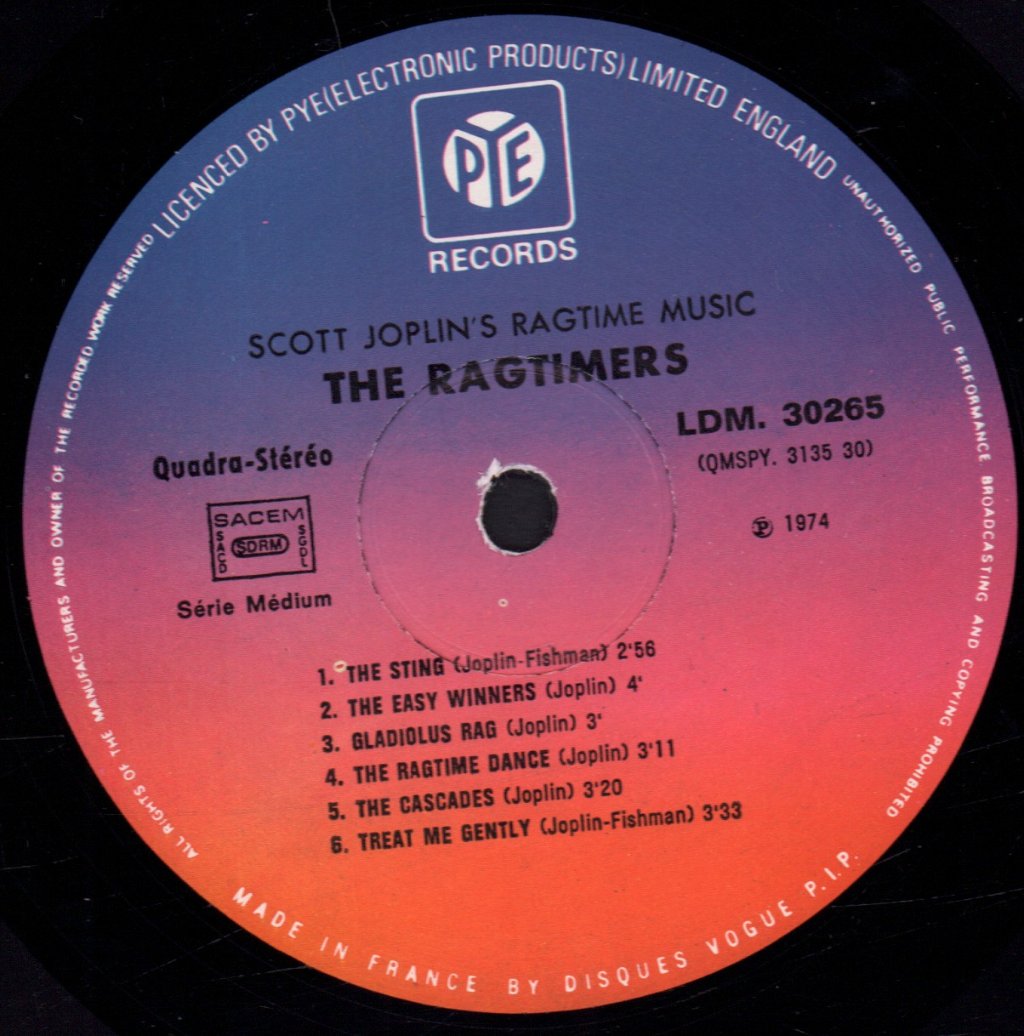 LICENCED BY PYE(ELECTRONIC PRODUCTS)LIMITED ENGLAND
UNAUTHORIZED PUBLIC PERFORMANCE BROADCASTING AND COPYING PROHIBITED
PYE
RECORDS
SCOTT JOPLIN'S RAGTIME MUSIC
THE RAGTIMERS
LDM. 30265
(QMSPY. 3135 30)
Quadra-Stéréo
SACEM
SACD
SDRM
SGDL
Série Médium
℗ 1974
1. THE STING (Joplin-Fishman) 2'56
2. THE EASY WINNERS (Joplin) 4'
3. GLADIOLUS RAG (Joplin) 3'
4. THE RAGTIME DANCE (Joplin) 3'11
5. THE CASCADES (Joplin) 3'20
6. TREAT ME GENTLY (Joplin-Fishman) 3'33
ALL RIGHTS OF THE MANUFACTURERS AND OWNER OF THE RECORDED WORK RESERVED
MADE IN FRANCE BY DISQUES VOGUE P.I.P.